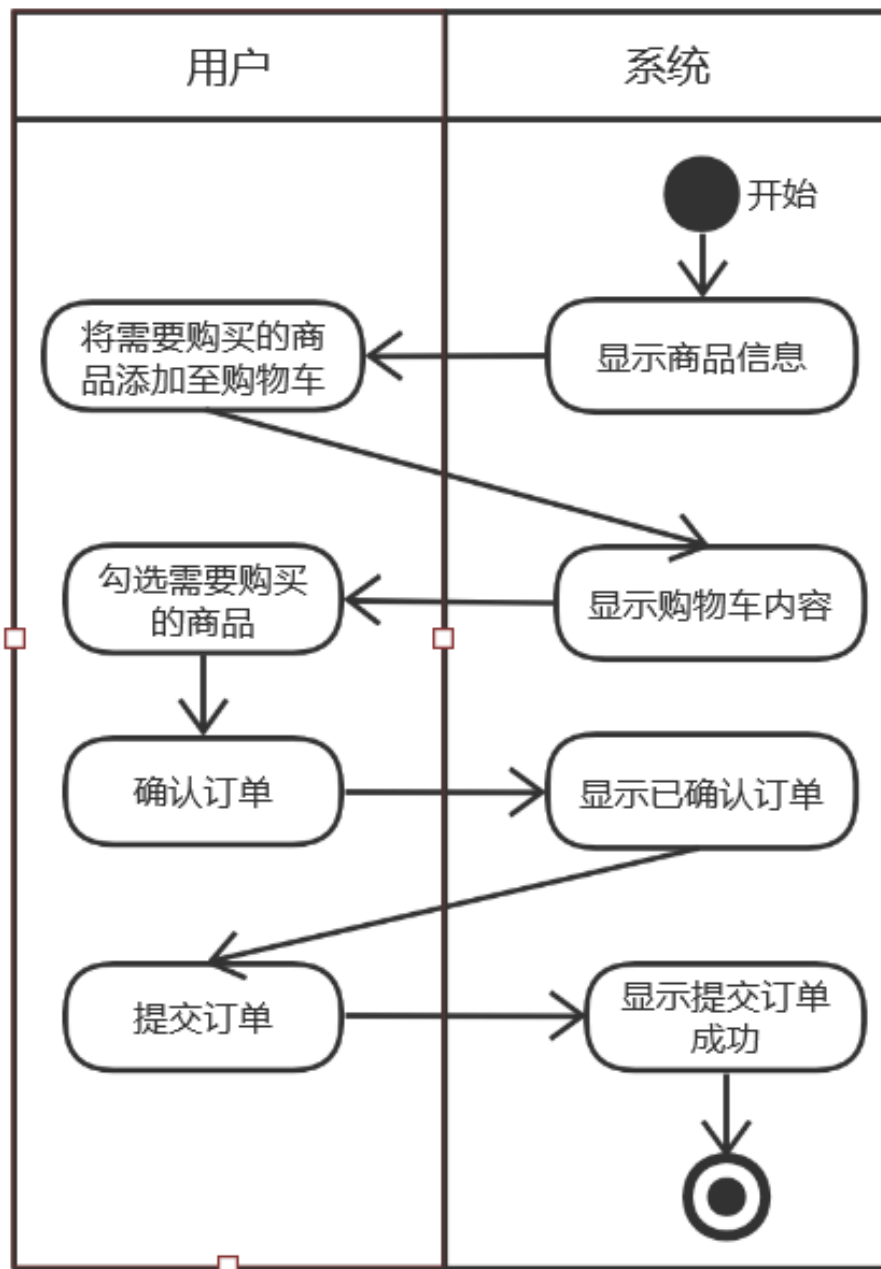 用户
系统
开始
显示商品信息
将需要购买的商
品添加至购物车
显示购物车内容
勾选需要购买
的商品
确认订单
显示已确认订单
提交订单
显示提交订单
成功